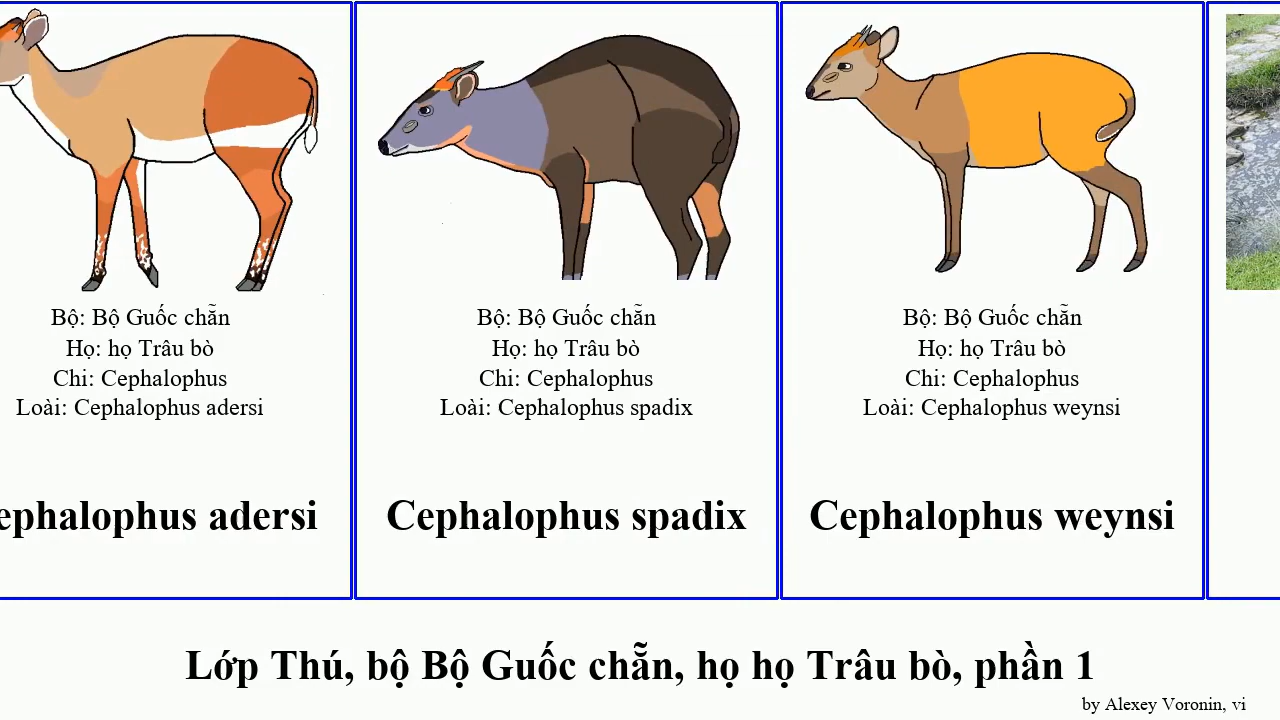 Bộ: Bộ Guốc chẵn
Họ: họ Trâu bò
Chi: Cephalophus
Loài: Cephalophus adersi
ephalophus adersi
Bộ: Bộ Guốc chẵn
Họ: họ Trâu bò
Chi: Cephalophus
Loài: Cephalophus spadix
Cephalophus spadix
Bộ: Bộ Guốc chẵn
Họ: họ Trâu bò
Chi: Cephalophus
Loài: Cephalophus weynsi
Cephalophus weynsi
Lớp Thú, bộ Bộ Guốc chẵn, họ họ Trâu bò, phần 1
by Alexey Voronin, vi